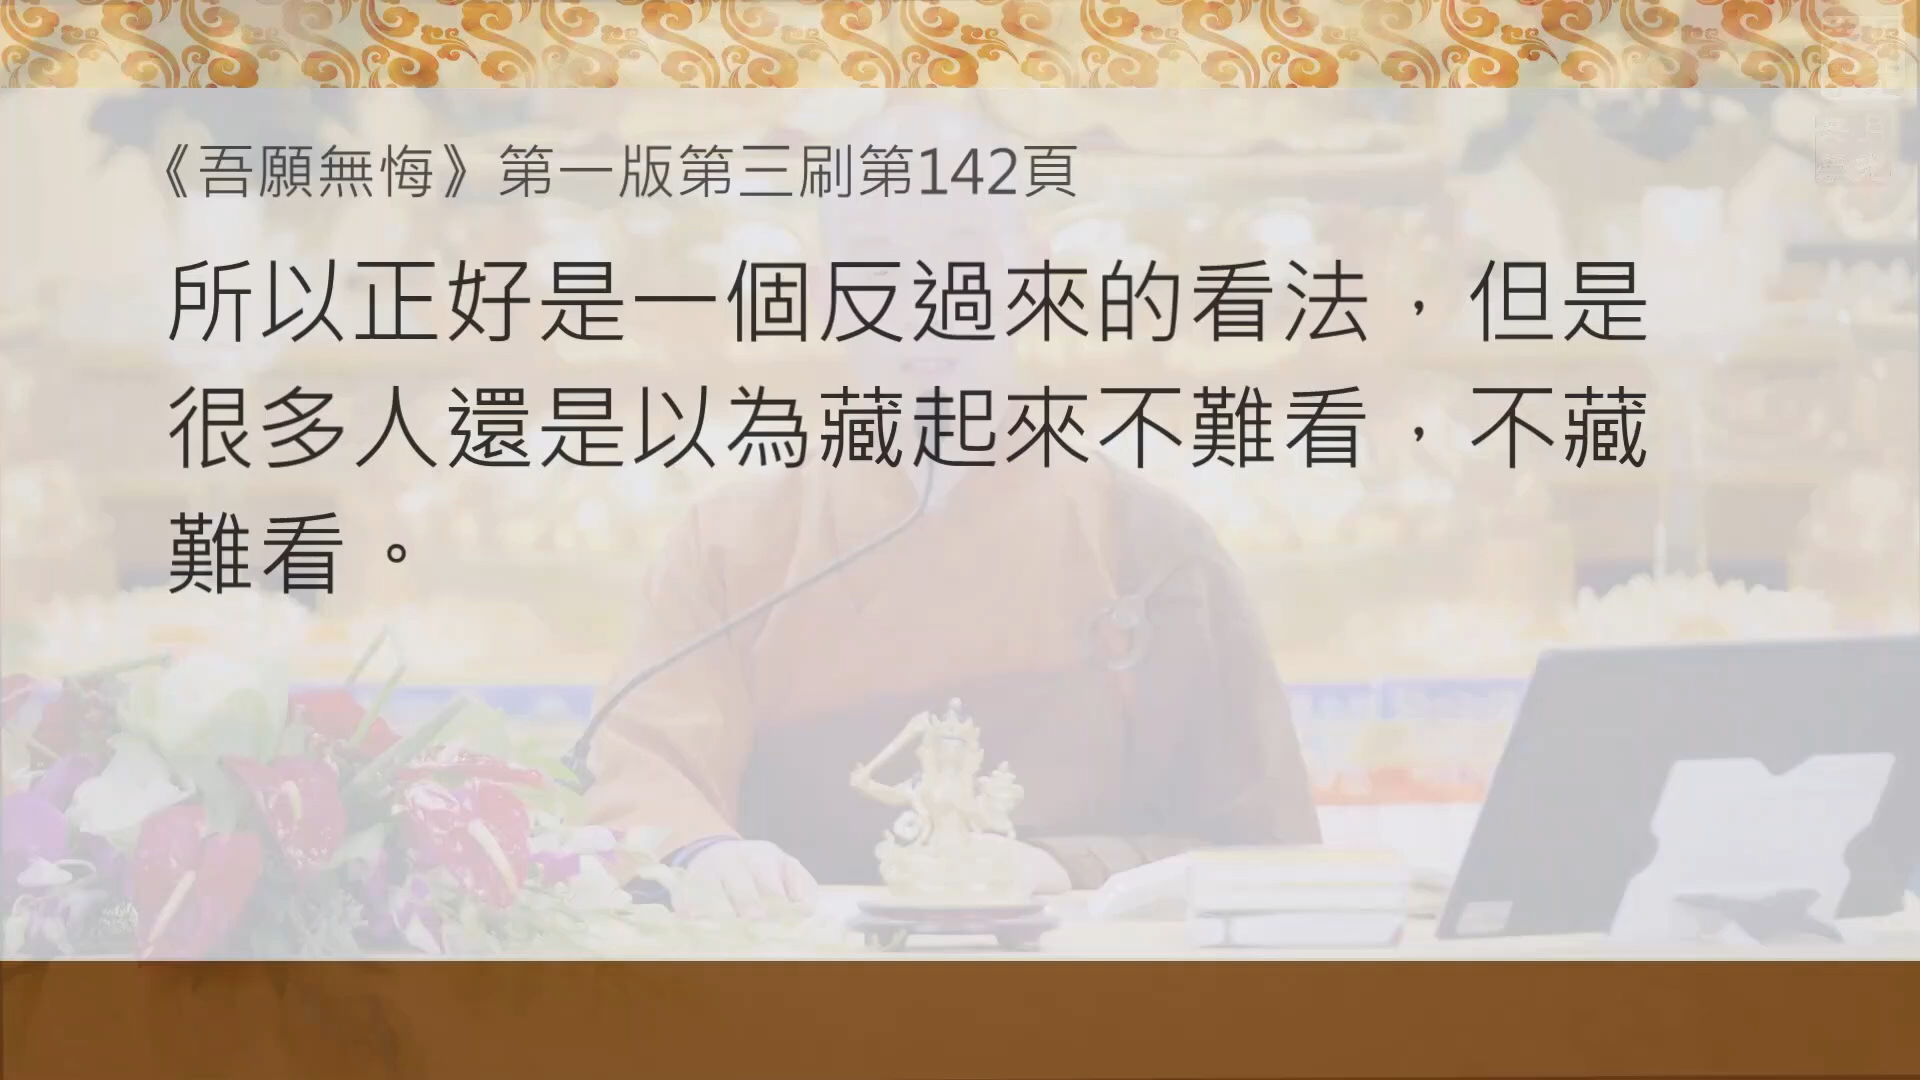 《吾願無悔》第一版第三刷第142頁
所以正好是一個反過來的看法，但是
很多人還是以為藏起來不難看，不藏
難看。